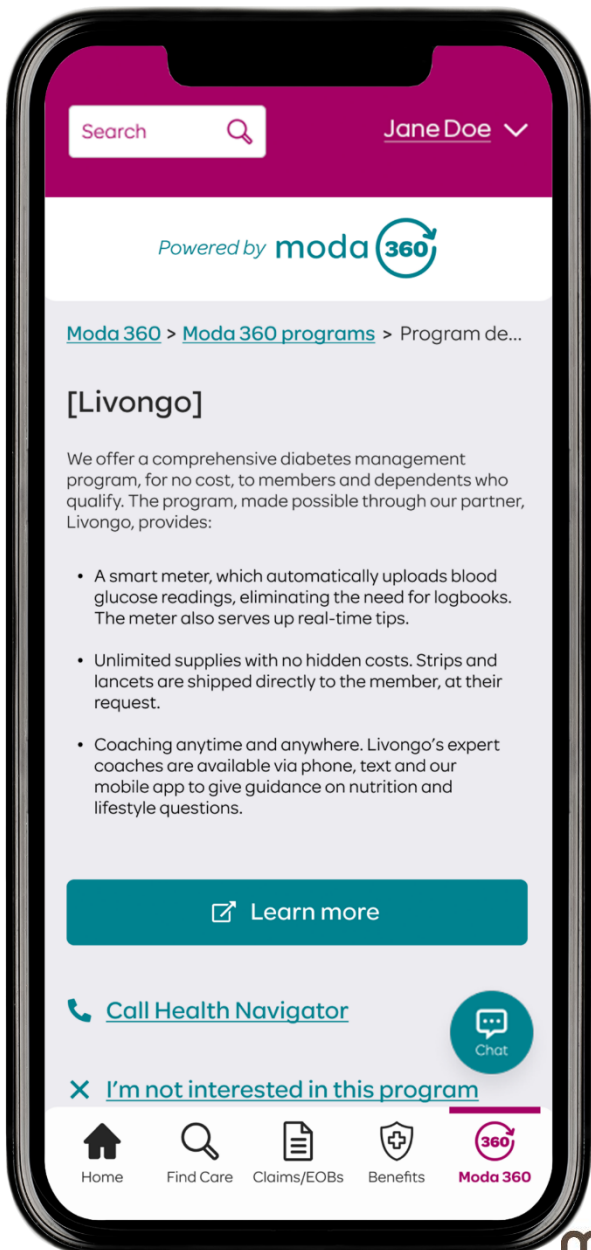 Search
Jane Doe
Powered by moda 360
Moda 360 > Moda 360 programs > Program de...
[Livongo]
We offer a comprehensive diabetes management
program, for no cost, to members and dependents who
qualify. The program, made possible through our partner,
Livongo, provides:
• A smart meter, which automatically uploads blood
glucose readings, eliminating the need for logbooks.
The meter also serves up real-time tips.
• Unlimited supplies with no hidden costs. Strips and
lancets are shipped directly to the member, at their
request.
• Coaching anytime and anywhere. Livongo's expert
coaches are available via phone, text and our
mobile app to give guidance on nutrition and
lifestyle questions.
Learn more
Call Health Navigator
Chat
I'm not interested in this program
Home Find Care Claims/EOBs Benefits 360 Moda 360